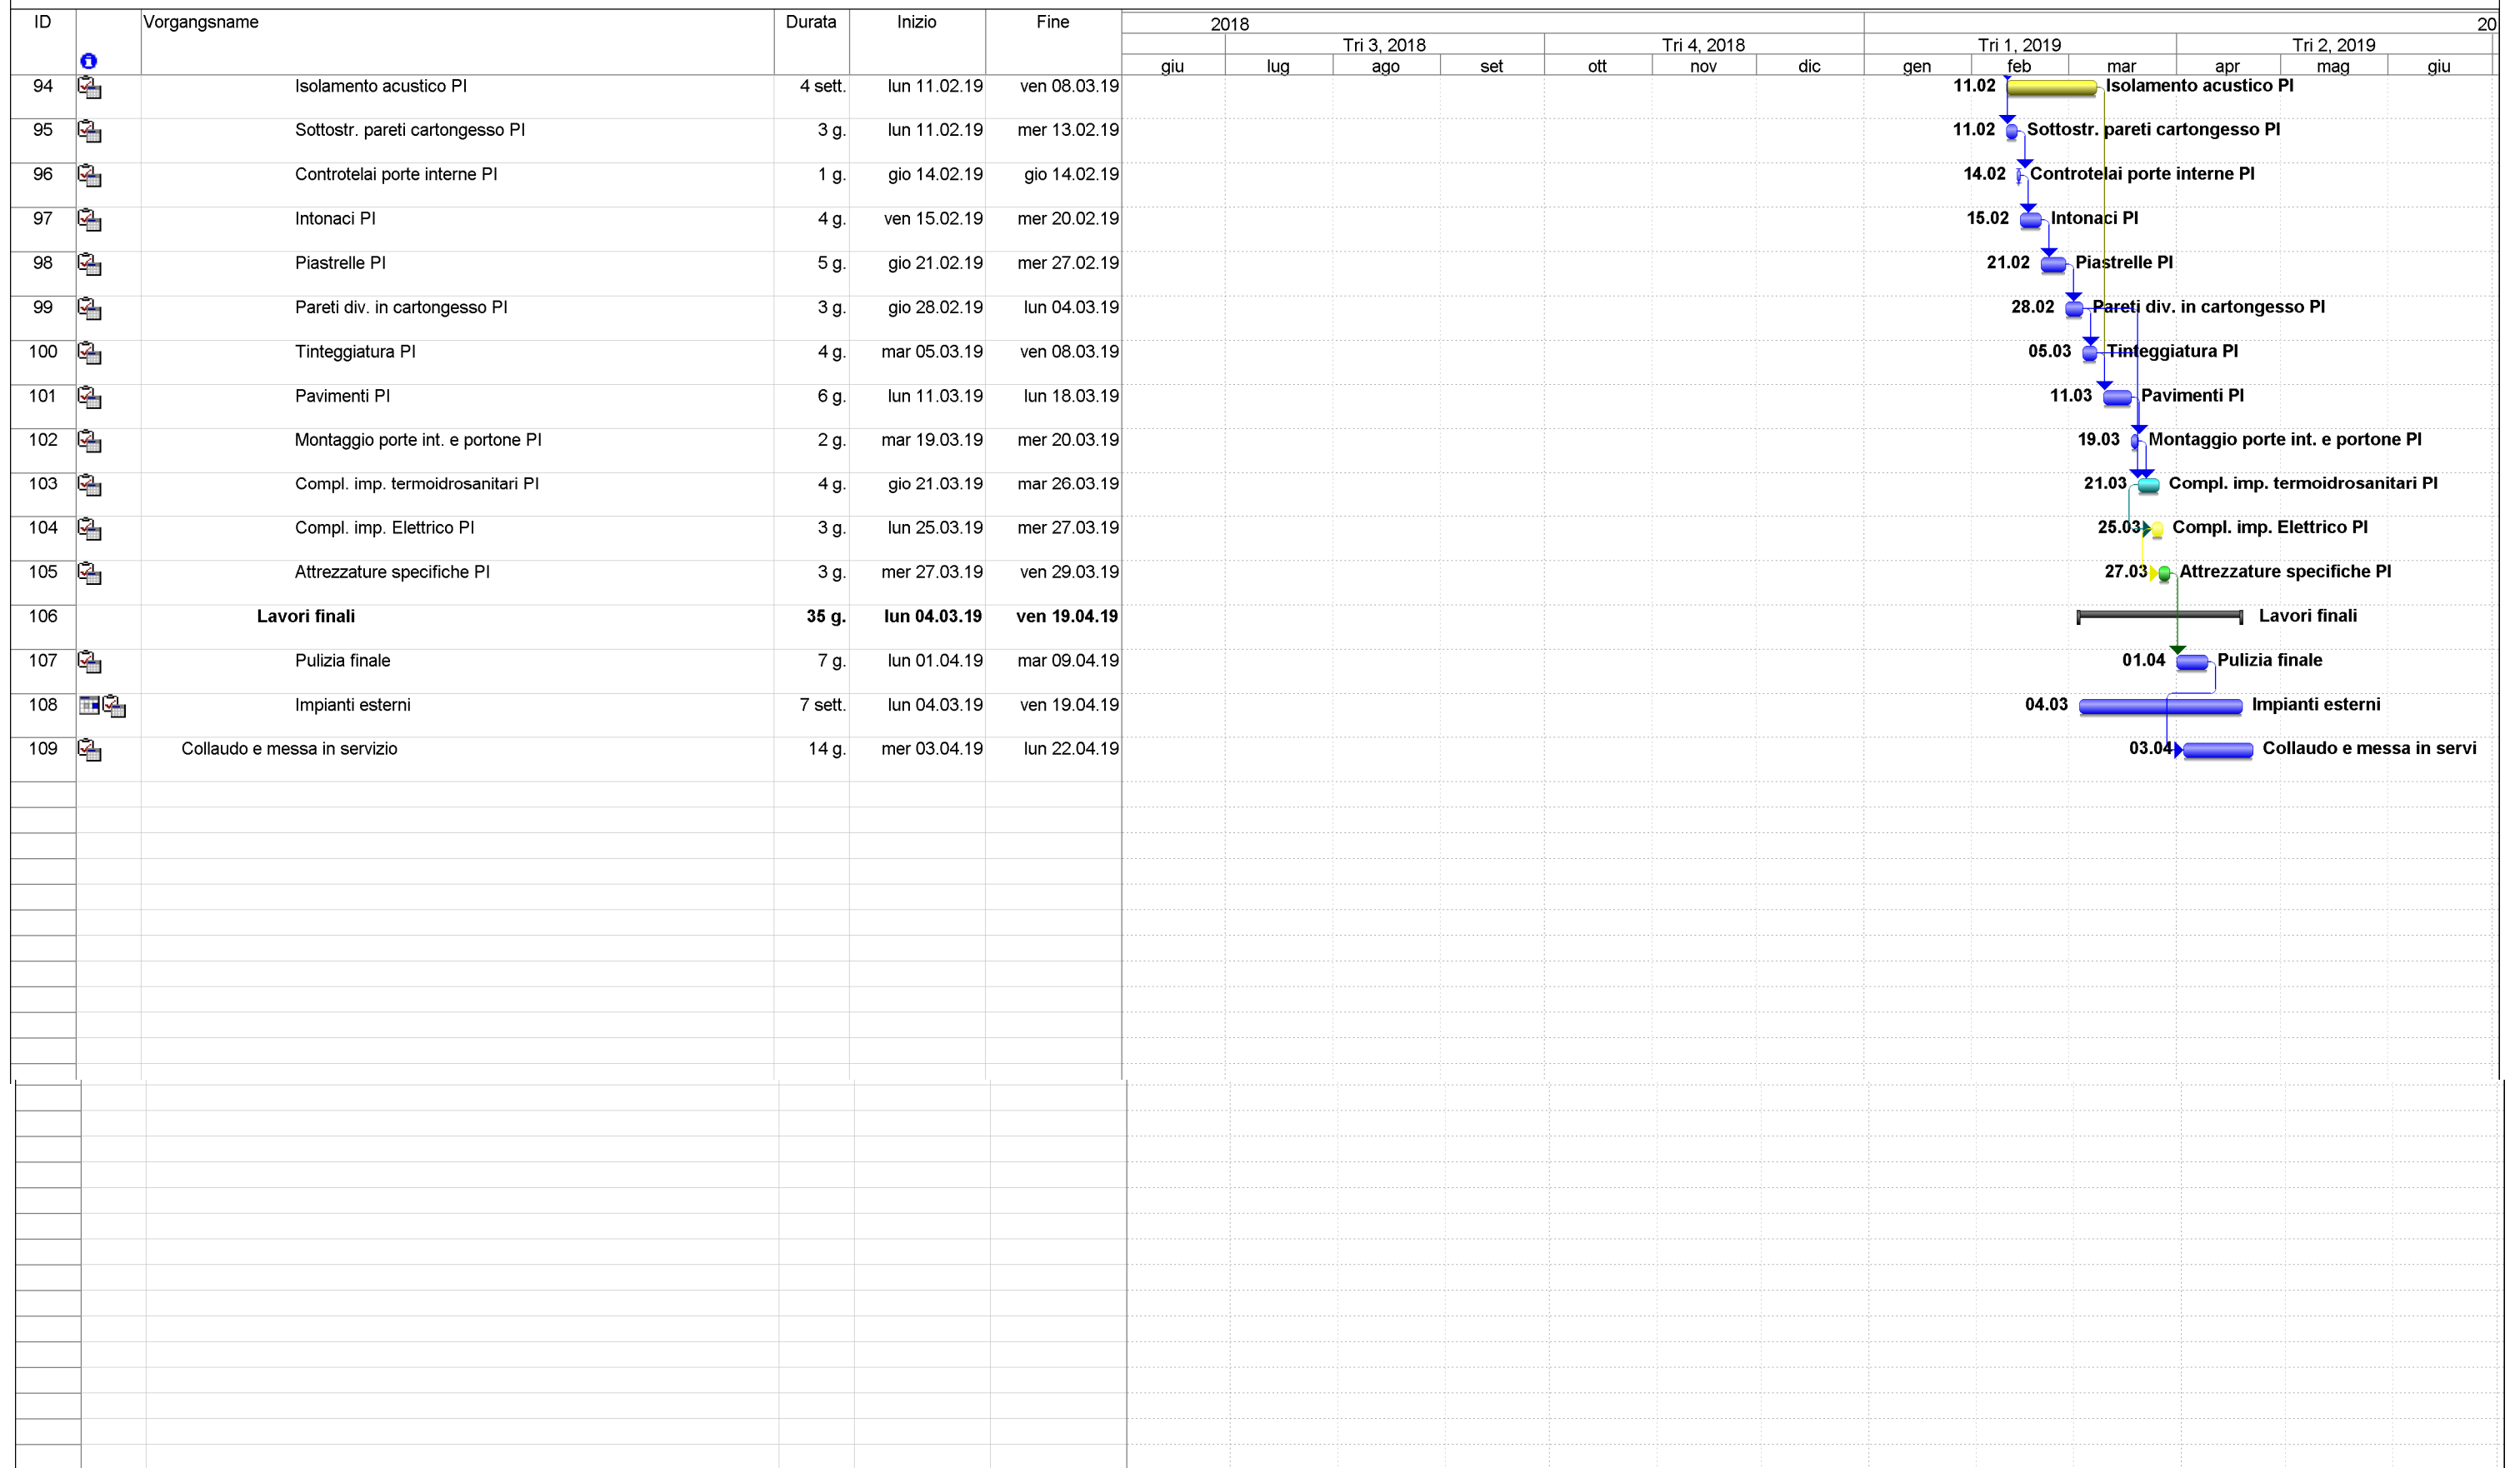 ID Vorgangsname Durata Inizio Fine 2018 20
Tri 3, 2018 Tri 4, 2018 Tri 1, 2019 Tri 2, 2019
giu lug ago set ott nov dic gen feb mar apr mag giu
94 Isolamento acustico PI 4 sett. lun 11.02.19 ven 08.03.19 11.02 Isolamento acustico PI
95 Sottostr. pareti cartongesso PI 3 g. lun 11.02.19 mer 13.02.19 11.02 Sottostr. pareti cartongesso PI
96 Controtelai porte interne PI 1 g. gio 14.02.19 gio 14.02.19 14.02 Controtelai porte interne PI
97 Intonaci PI 4 g. ven 15.02.19 mer 20.02.19 15.02 Intonaci PI
98 Piastrelle PI 5 g. gio 21.02.19 mer 27.02.19 21.02 Piastrelle PI
99 Pareti div. in cartongesso PI 3 g. gio 28.02.19 lun 04.03.19 28.02 Pareti div. in cartongesso PI
100 Tinteggiatura PI 4 g. mar 05.03.19 ven 08.03.19 05.03 Tinteggiatura PI
101 Pavimenti PI 6 g. lun 11.03.19 lun 18.03.19 11.03 Pavimenti PI
102 Montaggio porte int. e portone PI 2 g. mar 19.03.19 mer 20.03.19 19.03 Montaggio porte int. e portone PI
103 Compl. imp. termoidrosanitari PI 4 g. gio 21.03.19 mar 26.03.19 21.03 Compl. imp. termoidrosanitari PI
104 Compl. imp. Elettrico PI 3 g. lun 25.03.19 mer 27.03.19 25.03 Compl. imp. Elettrico PI
105 Attrezzature specifiche PI 3 g. mer 27.03.19 ven 29.03.19 27.03 Attrezzature specifiche PI
106 Lavori finali 35 g. lun 04.03.19 ven 19.04.19 Lavori finali
107 Pulizia finale 7 g. lun 01.04.19 mar 09.04.19 01.04 Pulizia finale
108 Impianti esterni 7 sett. lun 04.03.19 ven 19.04.19 04.03 Impianti esterni
109 Collaudo e messa in servizio 14 g. mer 03.04.19 lun 22.04.19 03.04 Collaudo e messa in servi